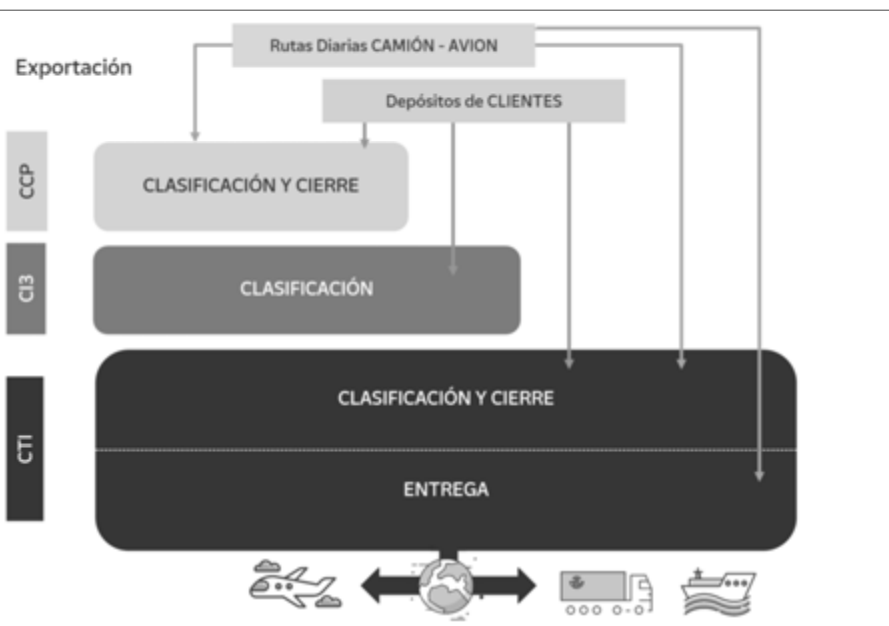 Rutas Diarias CAMIÓN - AVION
Exportación
Depósitos de CLIENTES
CCP
CLASIFICACIÓN Y CIERRE
CI3
CLASIFICACIÓN
CTI
CLASIFICACIÓN Y CIERRE
ENTREGA